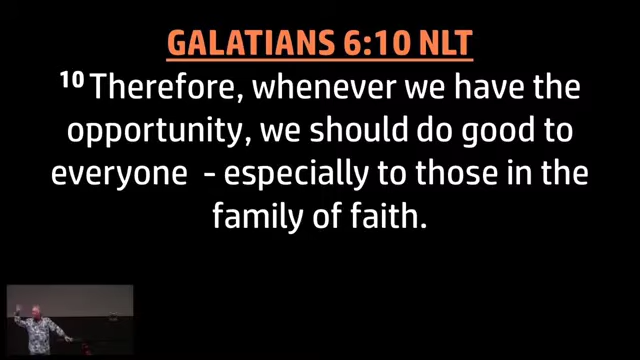 GALATIANS 6:10 NLT
¹⁰ Therefore, whenever we have the
opportunity, we should do good to
everyone - especially to those in the
family of faith.